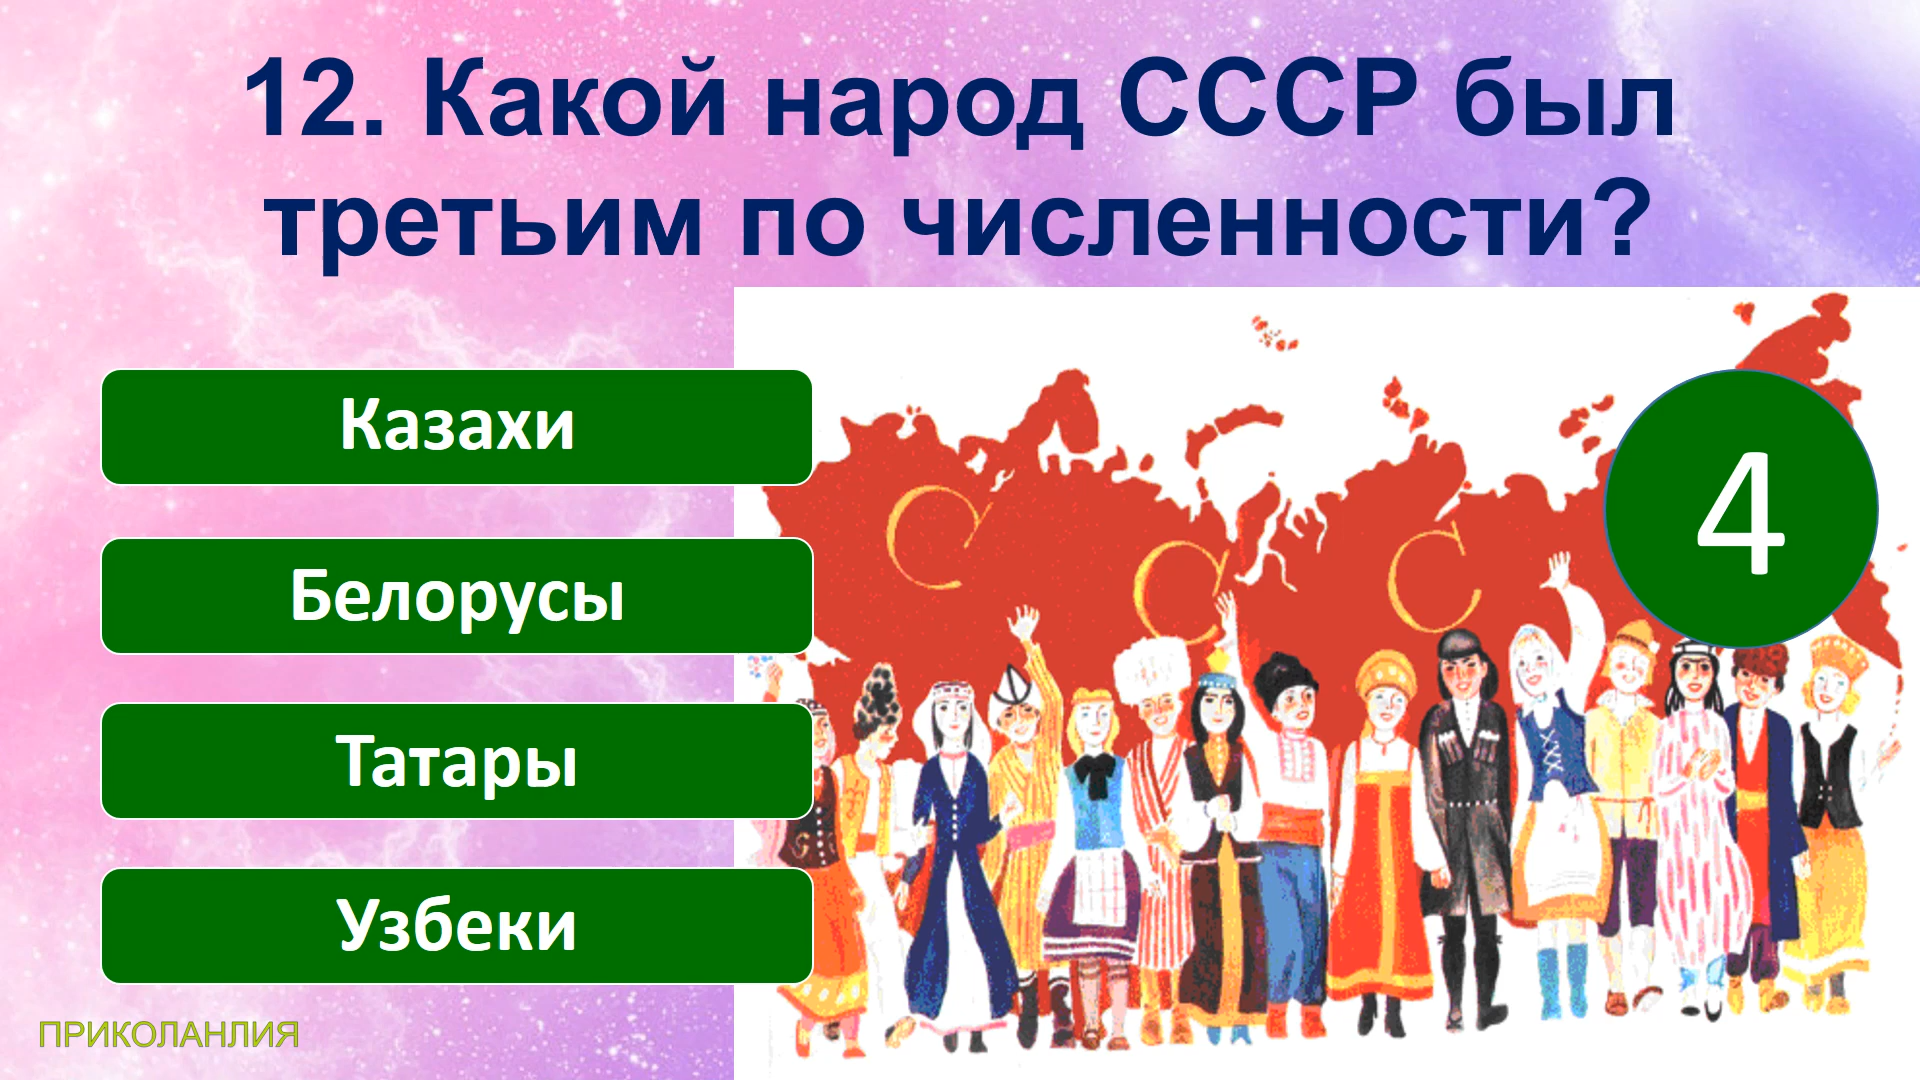 12. Какой народ СССР был
третьим по численности?
Казахи
Белорусы
Татары
Узбеки
4
С С С
ПРИКОЛАНЛИЯ